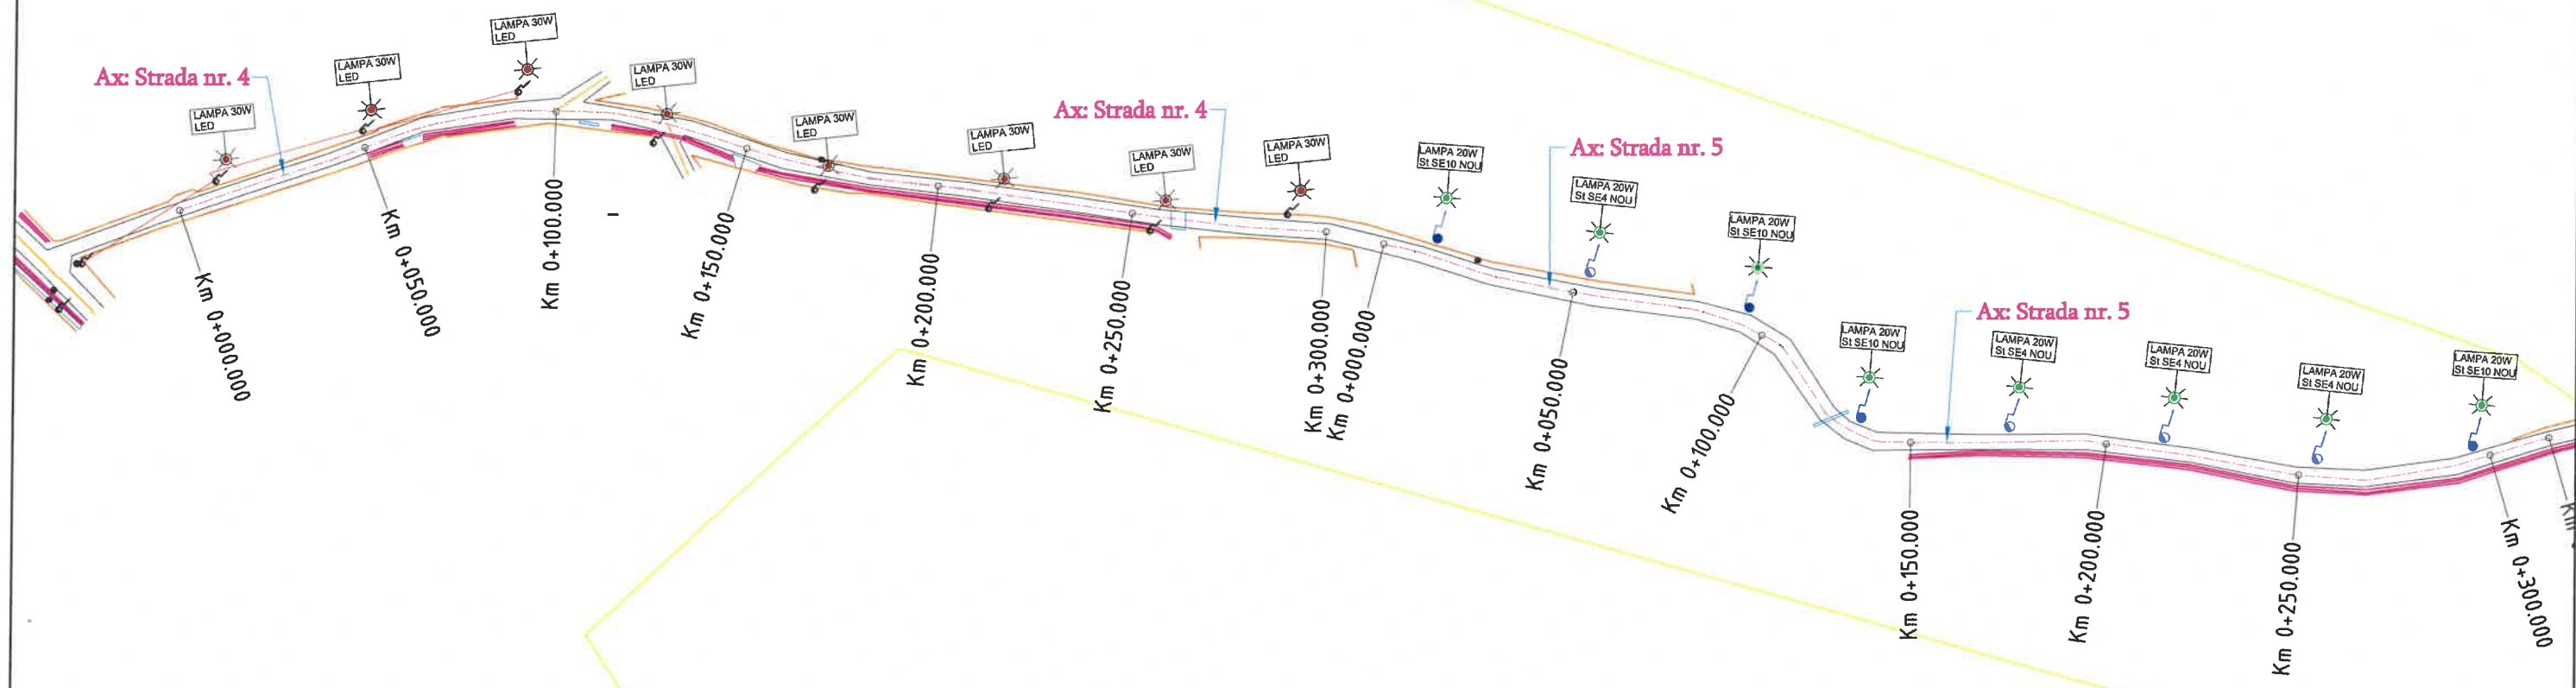 LAMPA 30W
LED
LAMPA 30W
LED
Ax: Strada nr. 4
LAMPA 30W
LED
LAMPA 30W
LED
LAMPA 30W
LED
LAMPA 30W
LED
Ax: Strada nr. 4
LAMPA 30W
LED
LAMPA 30W
LED
Ax: Strada nr. 5
LAMPA 20W
St SE10 NOU
LAMPA 20W
St SE4 NOU
LAMPA 20W
St SE10 NOU
Ax: Strada nr. 5
LAMPA 20W
St SE10 NOU
LAMPA 20W
St SE4 NOU
LAMPA 20W
St SE4 NOU
LAMPA 20W
St SE4 NOU
LAMPA 20W
St SE10 NOU
Km 0+000.000
Km 0+050.000
Km 0+100.000
Km 0+150.000
Km 0+200.000
Km 0+250.000
Km 0+300.000
Km 0+000.000
Km 0+050.000
Km 0+100.000
Km 0+150.000
Km 0+200.000
Km 0+250.000
Km 0+300.000